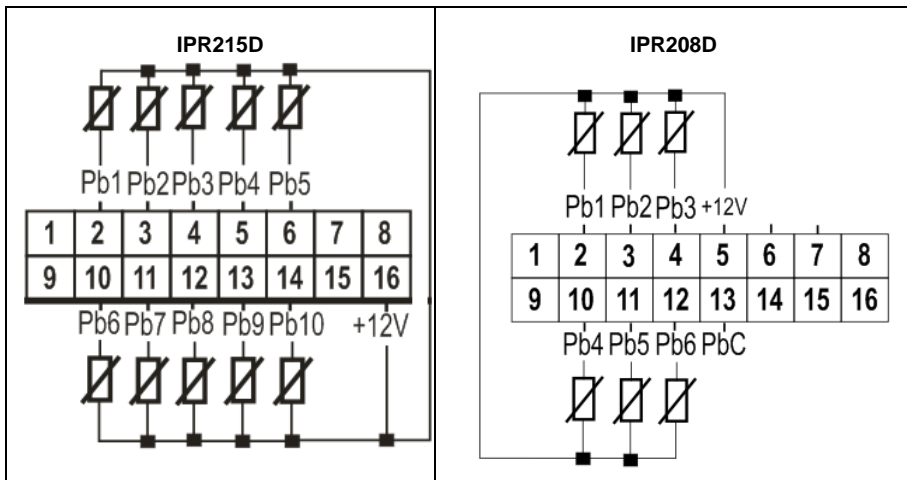 IPR215D
Pb1 Pb2 Pb3 Pb4 Pb5
1 2 3 4 5 6 7 8
9 10 11 12 13 14 15 16
Pb6 Pb7 Pb8 Pb9 Pb10 +12V
IPR208D
Pb1 Pb2 Pb3 +12V
1 2 3 4 5 6 7 8
9 10 11 12 13 14 15 16
Pb4 Pb5 Pb6 PbC